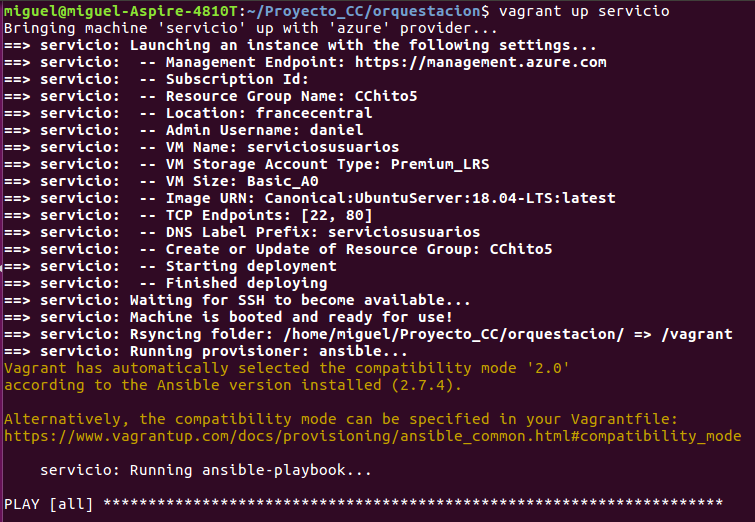 miguel@miguel-Aspire-4810T:~/Proyecto_CC/orquestacion$ vagrant up servicio
Bringing machine 'servicio' up with 'azure' provider...
==> servicio: Launching an instance with the following settings...
==> servicio:  -- Management Endpoint: https://management.azure.com
==> servicio:  -- Subscription Id:
==> servicio:  -- Resource Group Name: CChito5
==> servicio:  -- Location: francecentral
==> servicio:  -- Admin Username: daniel
==> servicio:  -- VM Name: serviciosusuarios
==> servicio:  -- VM Storage Account Type: Premium_LRS
==> servicio:  -- VM Size: Basic_A0
==> servicio:  -- Image URN: Canonical:UbuntuServer:18.04-LTS:latest
==> servicio:  -- TCP Endpoints: [22, 80]
==> servicio:  -- DNS Label Prefix: serviciosusuarios
==> servicio:  -- Create or Update of Resource Group: CChito5
==> servicio:  -- Starting deployment
==> servicio:  -- Finished deploying
==> servicio: Waiting for SSH to become available...
==> servicio: Machine is booted and ready for use!
==> servicio: Rsyncing folder: /home/miguel/Proyecto_CC/orquestacion/ => /vagrant
==> servicio: Running provisioner: ansible...
Vagrant has automatically selected the compatibility mode '2.0'
according to the Ansible version installed (2.7.4).
Alternatively, the compatibility mode can be specified in your Vagrantfile:
https://www.vagrantup.com/docs/provisioning/ansible_common.html#compatibility_mode
    servicio: Running ansible-playbook...
PLAY [all] *********************************************************************